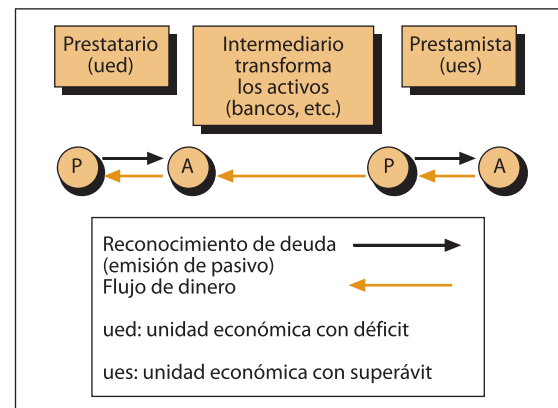 Prestatario
(ued)
Intermediario
transforma
los activos
(bancos, etc.)
Prestamista
(ues)
P
A
P
A
Reconocimiento de deuda
(emisión de pasivo)
Flujo de dinero
ued: unidad económica con déficit
ues: unidad económica con superávit